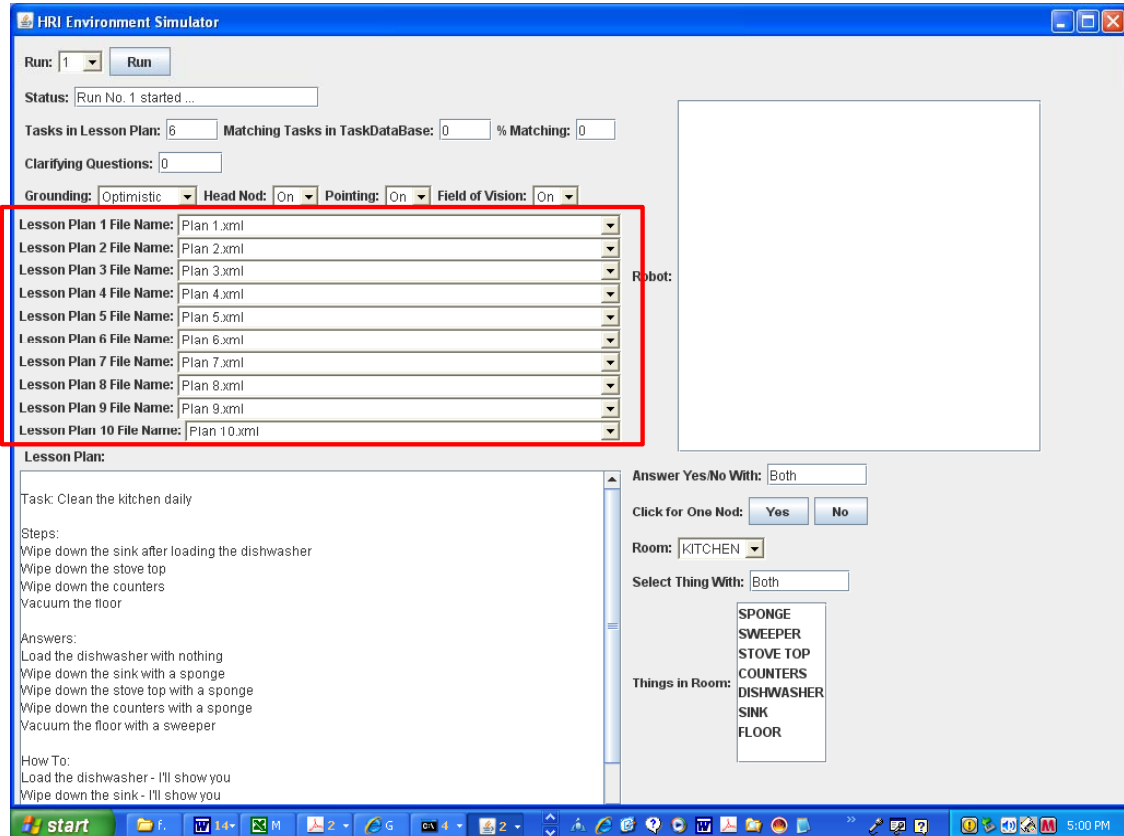 HRI Environment Simulator
Run: 1 Run
Status: Run No. 1 started ...
Tasks in Lesson Plan: 6 Matching Tasks in TaskDataBase: 0 % Matching: 0
Clarifying Questions: 0
Grounding: Optimistic Head Nod: On Pointing: On Field of Vision: On
Lesson Plan 1 File Name: Plan 1.xml
Lesson Plan 2 File Name: Plan 2.xml
Lesson Plan 3 File Name: Plan 3.xml
Lesson Plan 4 File Name: Plan 4.xml
Lesson Plan 5 File Name: Plan 5.xml
Lesson Plan 6 File Name: Plan 6.xml
Lesson Plan 7 File Name: Plan 7.xml
Lesson Plan 8 File Name: Plan 8.xml
Lesson Plan 9 File Name: Plan 9.xml
Lesson Plan 10 File Name: Plan 10.xml
Lesson Plan:
Task: Clean the kitchen daily
Steps:
Wipe down the sink after loading the dishwasher
Wipe down the stove top
Wipe down the counters
Vacuum the floor
Answers:
Load the dishwasher with nothing
Wipe down the sink with a sponge
Wipe down the stove top with a sponge
Wipe down the counters with a sponge
Vacuum the floor with a sweeper
How To:
Load the dishwasher - I'll show you
Wipe down the sink - I'll show you
Robot:
Answer Yes/No With: Both
Click for One Nod: Yes No
Room: KITCHEN
Select Thing With: Both
Things in Room:
SPONGE
SWEEPER
STOVE TOP
COUNTERS
DISHWASHER
SINK
FLOOR
start f. 14 M 2 G 4 2 5:00 PM